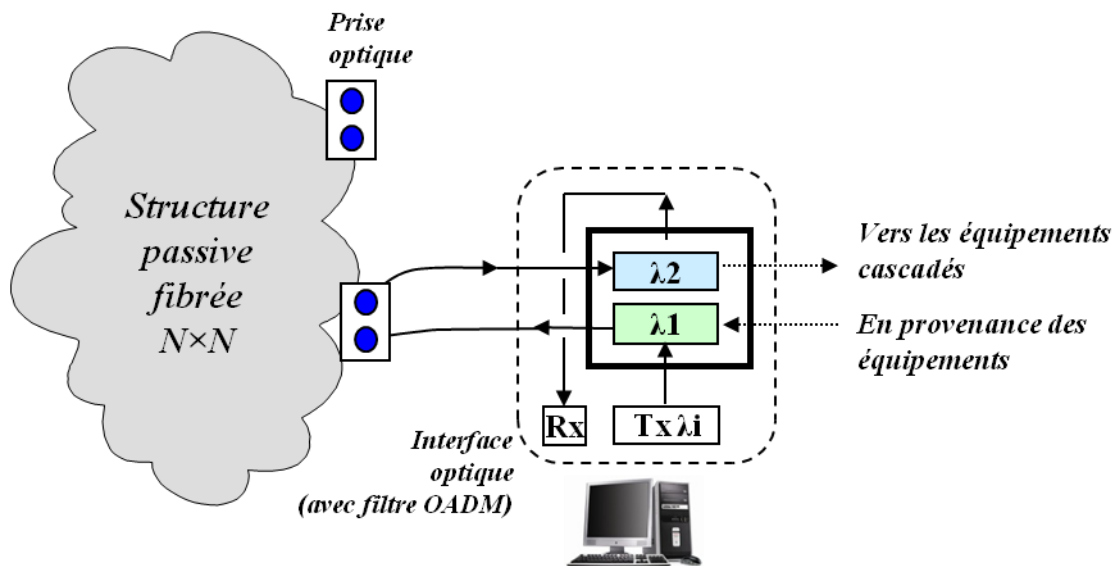 Prise
optique
Structure
passive
fibrée
N×N
λ2
λ1
Rx
Tx λi
Vers les équipements
cascadés
En provenance des
équipements
Interface
optique
(avec filtre OADM)